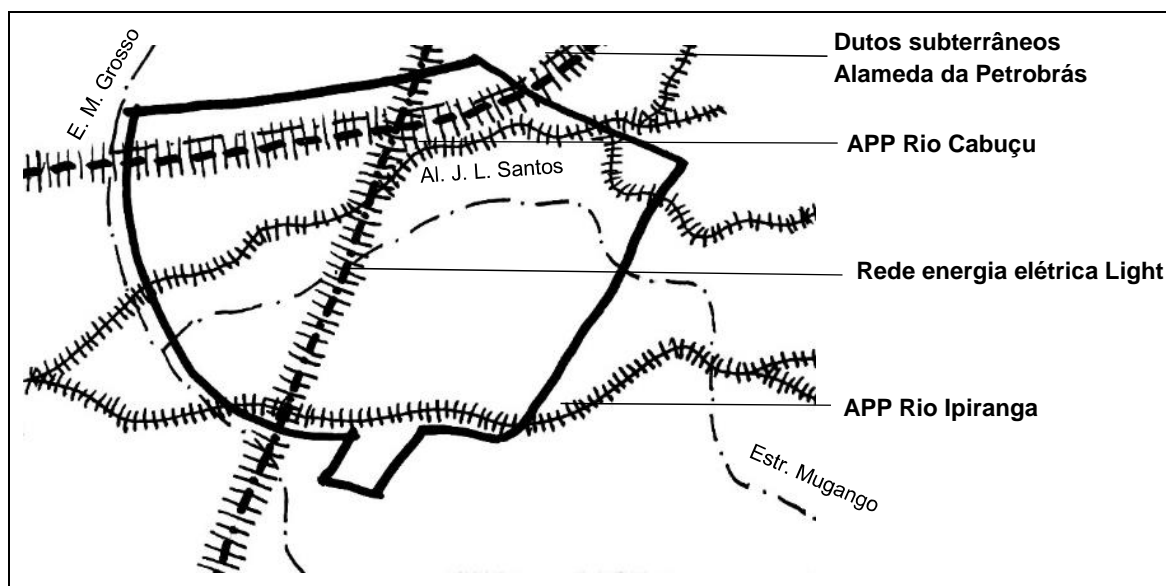 Dutos subterrâneos
Alameda da Petrobrás
E. M. Grosso
APP Rio Cabuçu
Al. J. L. Santos
Rede energia elétrica Light
APP Rio Ipiranga
Estr. Mugango